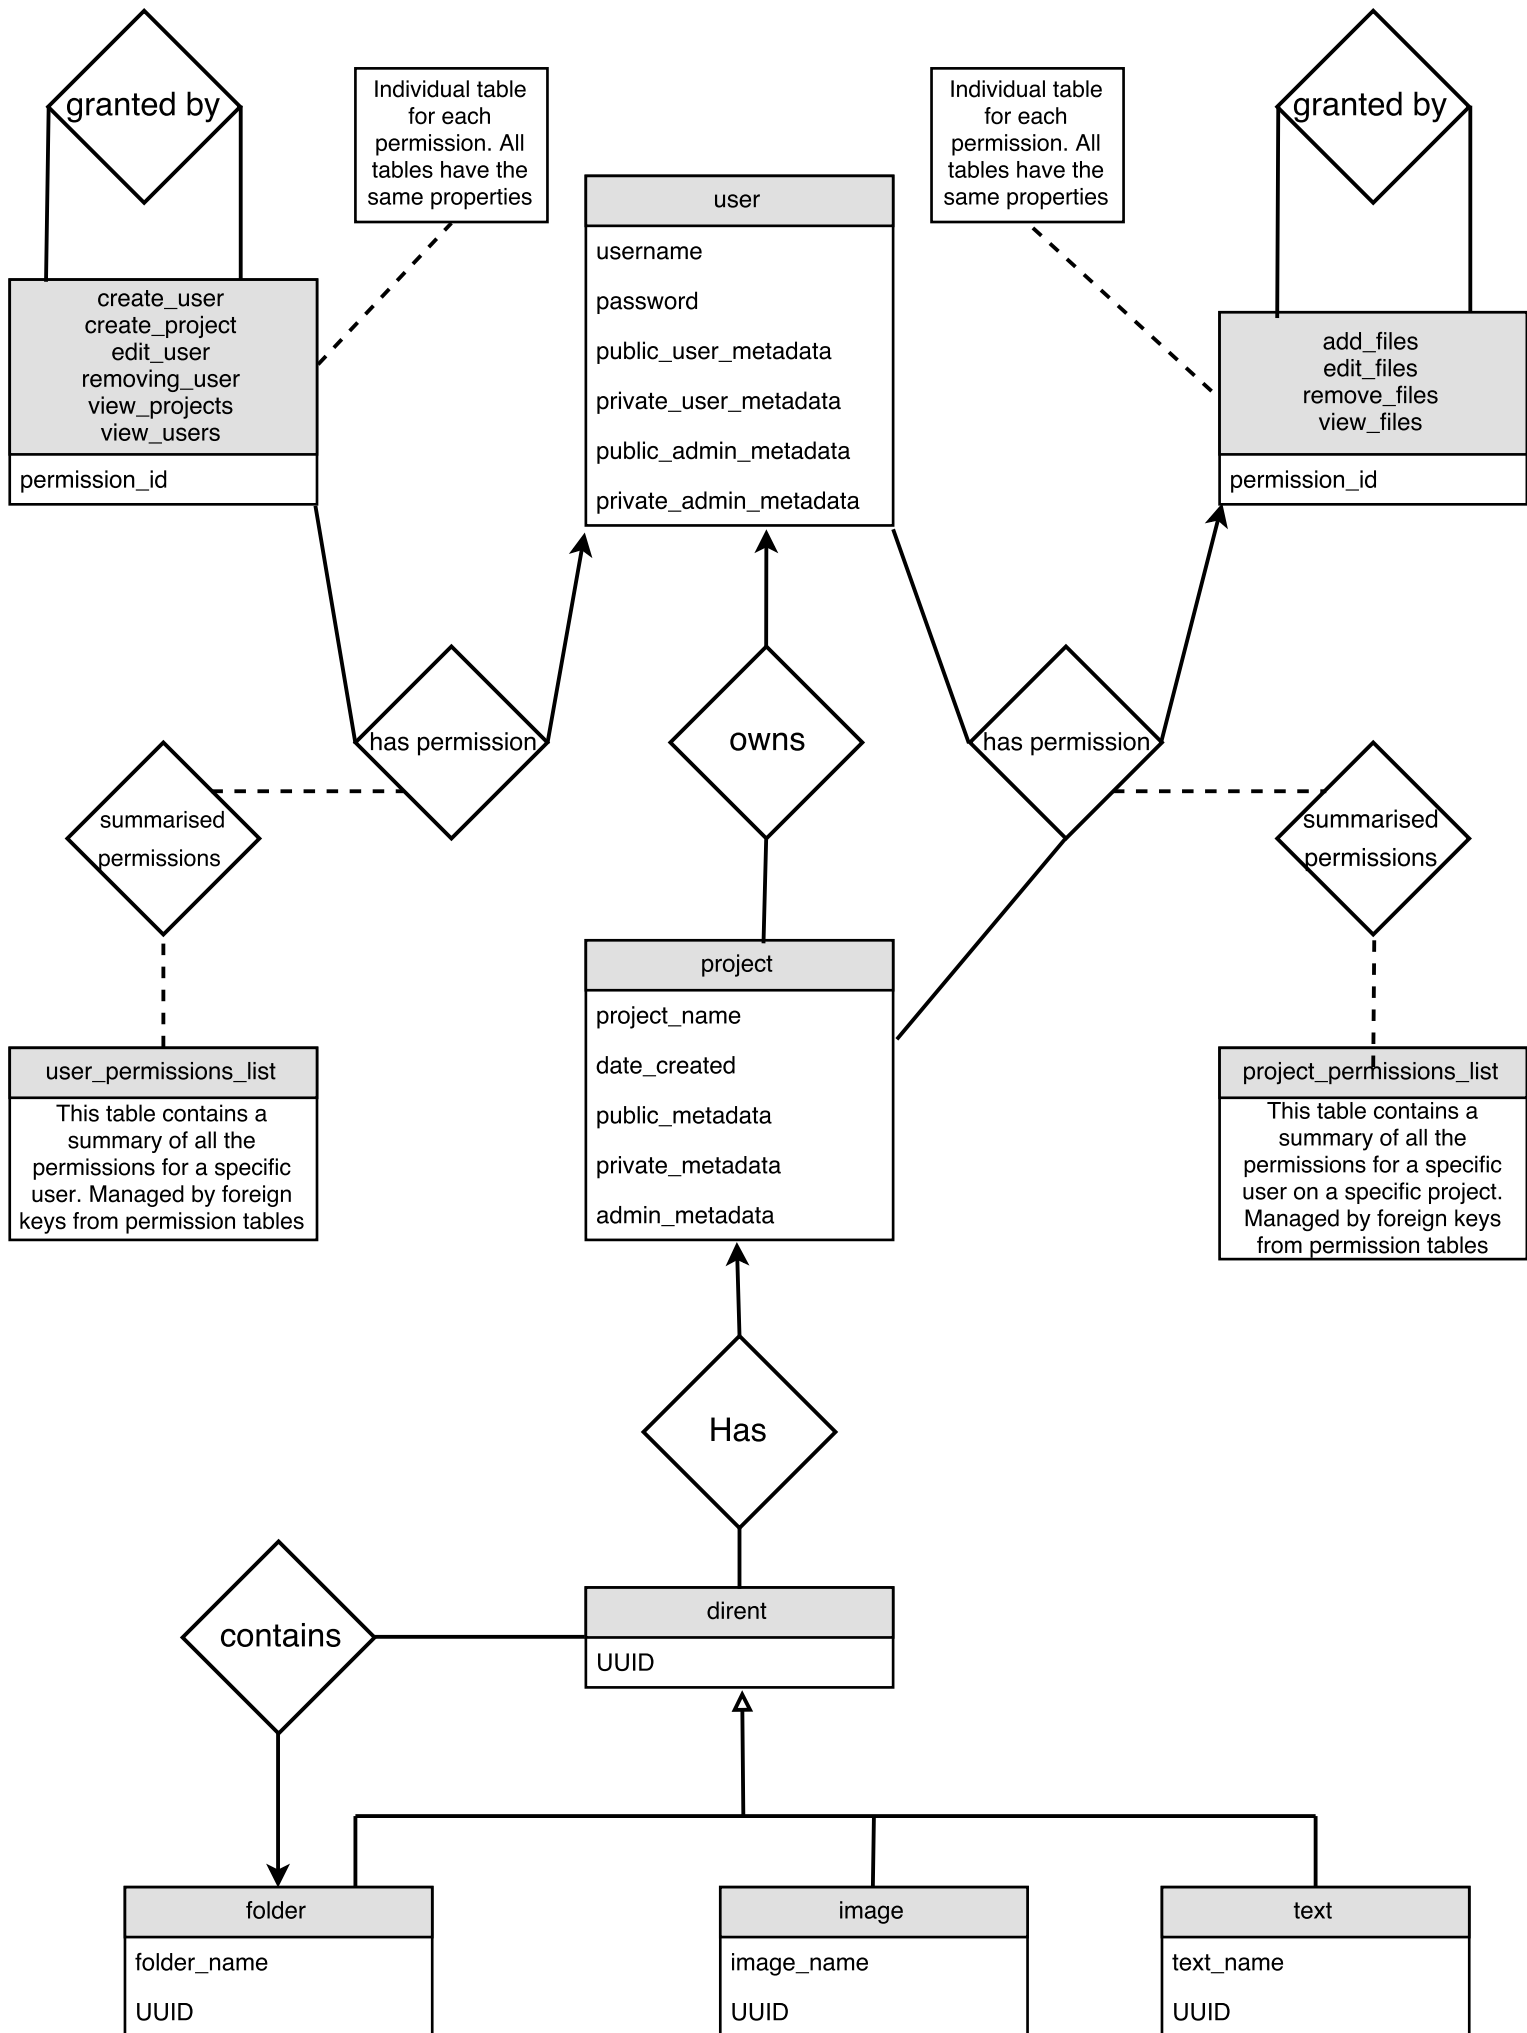 granted by
Individual table
for each
permission. All
tables have the
same properties
Individual table
for each
permission. All
tables have the
same properties
granted by
user
username
password
public_user_metadata
private_user_metadata
public_admin_metadata
private_admin_metadata
create_user
create_project
edit_user
removing_user
view_projects
view_users
permission_id
add_files
edit_files
remove_files
view_files
permission_id
has permission
owns
has permission
summarised
permissions
summarised
permissions
project
project_name
date_created
public_metadata
private_metadata
admin_metadata
user_permissions_list
This table contains a
summary of all the
permissions for a specific
user. Managed by foreign
keys from permission tables
project_permissions_list
This table contains a
summary of all the
permissions for a specific
user on a specific project.
Managed by foreign keys
from permission tables
Has
contains
dirent
UUID
folder
folder_name
UUID
image
image_name
UUID
text
text_name
UUID